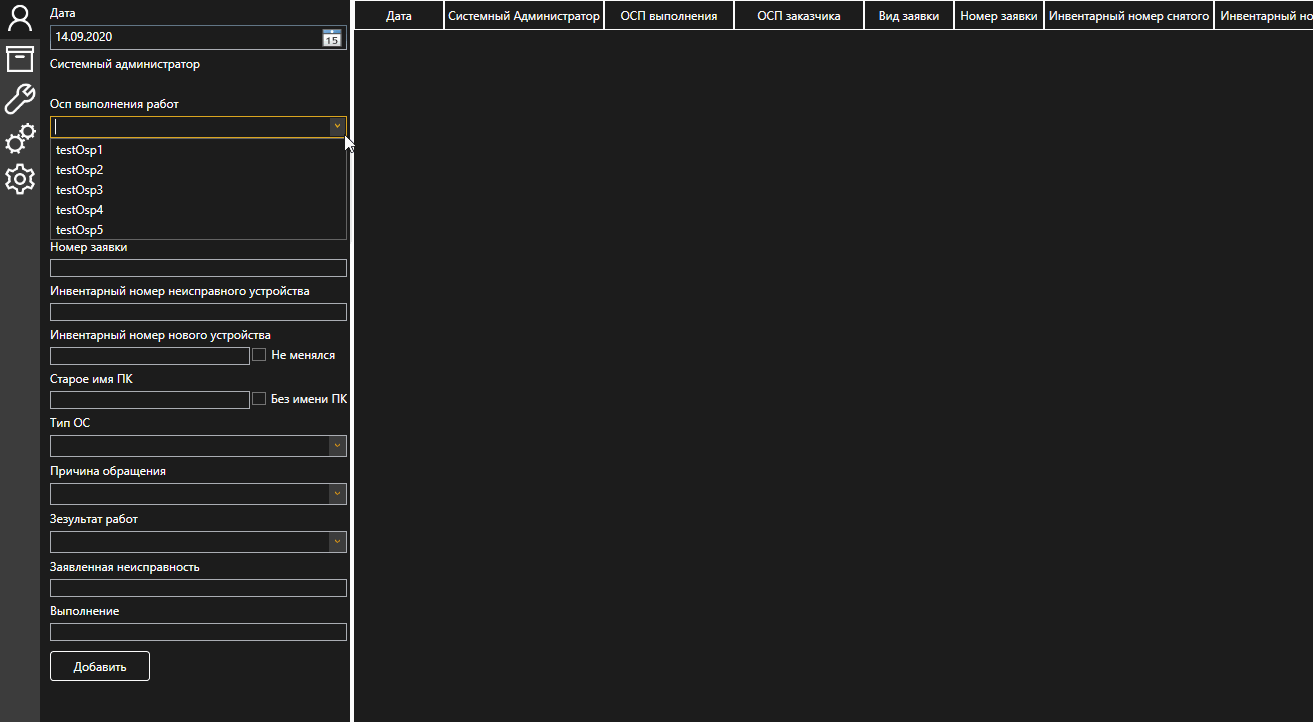 Дата
14.09.2020
15
Системный администратор
Осп выполнения работ
testOsp1
testOsp2
testOsp3
testOsp4
testOsp5
Номер заявки
Инвентарный номер неисправного устройства
Инвентарный номер нового устройства
Не менялся
Старое имя ПК
Без имени ПК
Тип ОС
Причина обращения
Зезультат работ
Заявленная неисправность
Выполнение
Добавить
Дата Системный Администратор ОСП выполнения ОСП заказчика Вид заявки Номер заявки Инвентарный номер снятого Инвентарный но